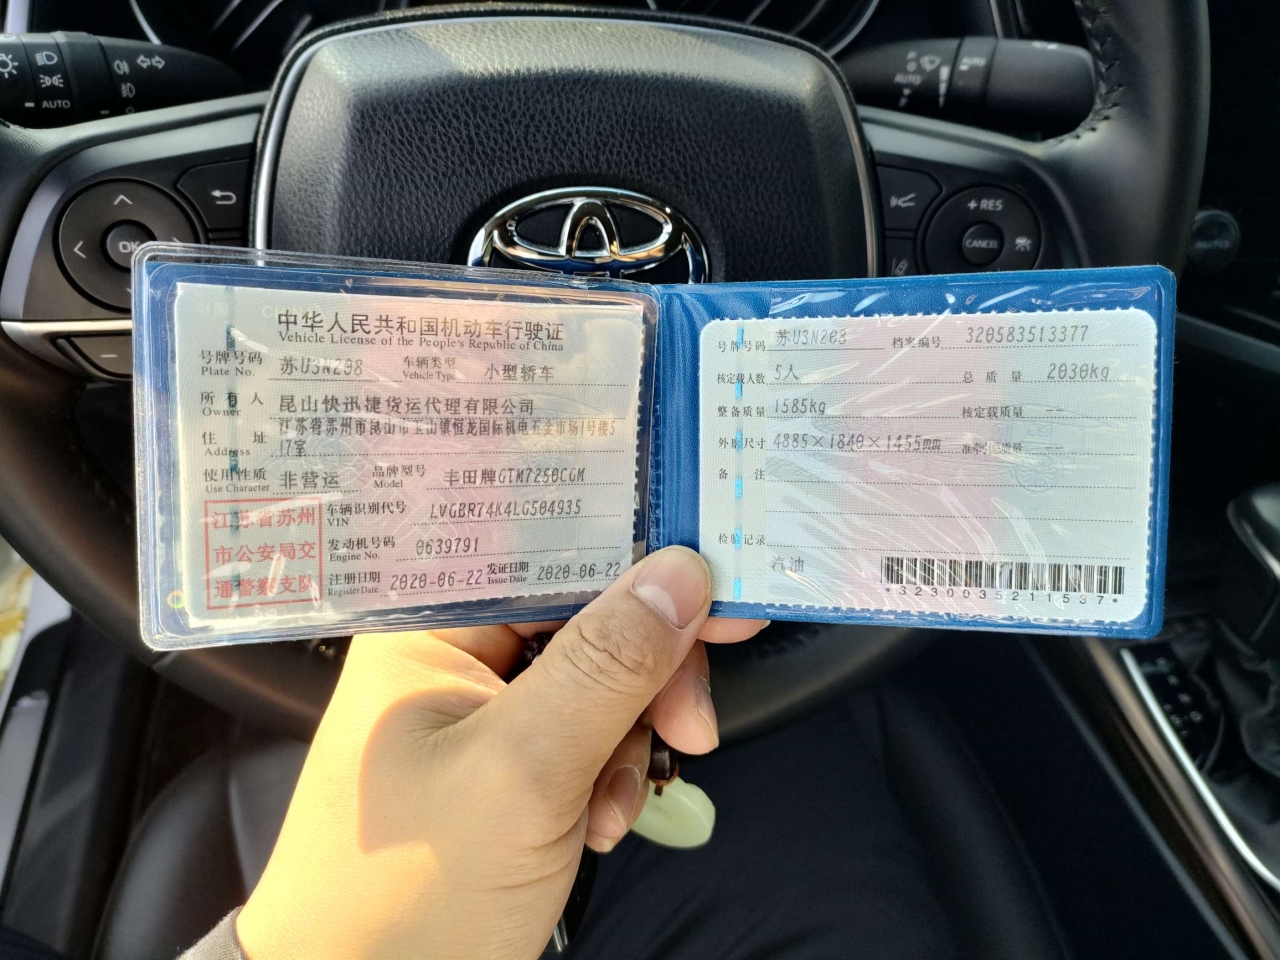 AUTO
AUTO
AUTO
OK
+RES
CANCEL
中华人民共和国机动车行驶证
Vehicle License of the People's Republic of China
号牌号码 苏U3N208 车辆类型 小型轿车
Plate No. Vehicle Type
所有人 昆山快迅捷货运代理有限公司
Owner
住址 江苏省苏州市昆山市玉山镇恒龙国际机电五金市场1号楼5
Address 17室
使用性质 非营运 品牌型号 丰田牌GTM7250CGM
Use Character Model
江苏省苏州
市公安局交
通警察支队
车辆识别代号 LVGBR74K4LG504935
VIN
发动机号码 0639791
Engine No.
注册日期 2020-06-22 发证日期 2020-06-22
Register Date Issue Date
号牌号码 苏U3N208 档案编号 320583513377
核定载人数 5人 总质量 2030kg
整备质量 1585kg 核定载质量 --
外廓尺寸 4885×1840×1455mm 准牵引总质量 --
备注
检验记录
汽油
*3230035211537*